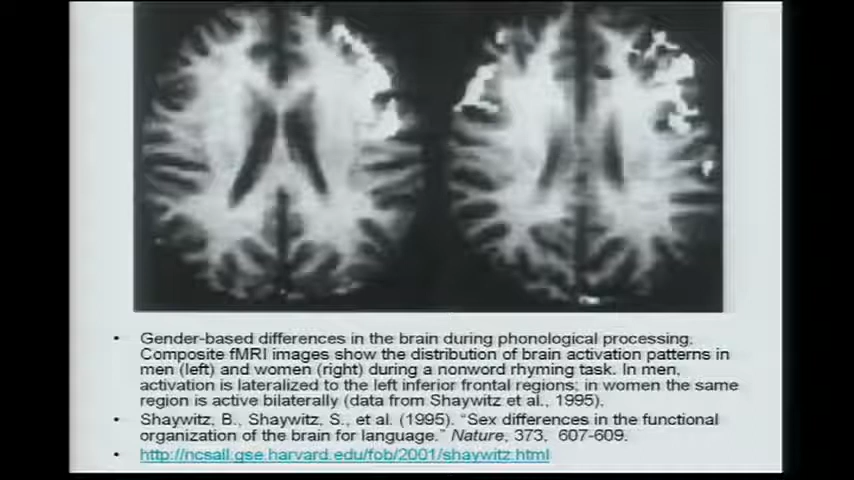 • Gender-based differences in the brain during phonological processing.
Composite fMRI images show the distribution of brain activation patterns in
men (left) and women (right) during a nonword rhyming task. In men,
activation is lateralized to the left inferior frontal regions; in women the same
region is active bilaterally (data from Shaywitz et al., 1995).
• Shaywitz, B., Shaywitz, S., et al. (1995). “Sex differences in the functional
organization of the brain for language.” Nature, 373, 607-609.
• http://ncsall.gse.harvard.edu/fob/2001/shaywitz.html